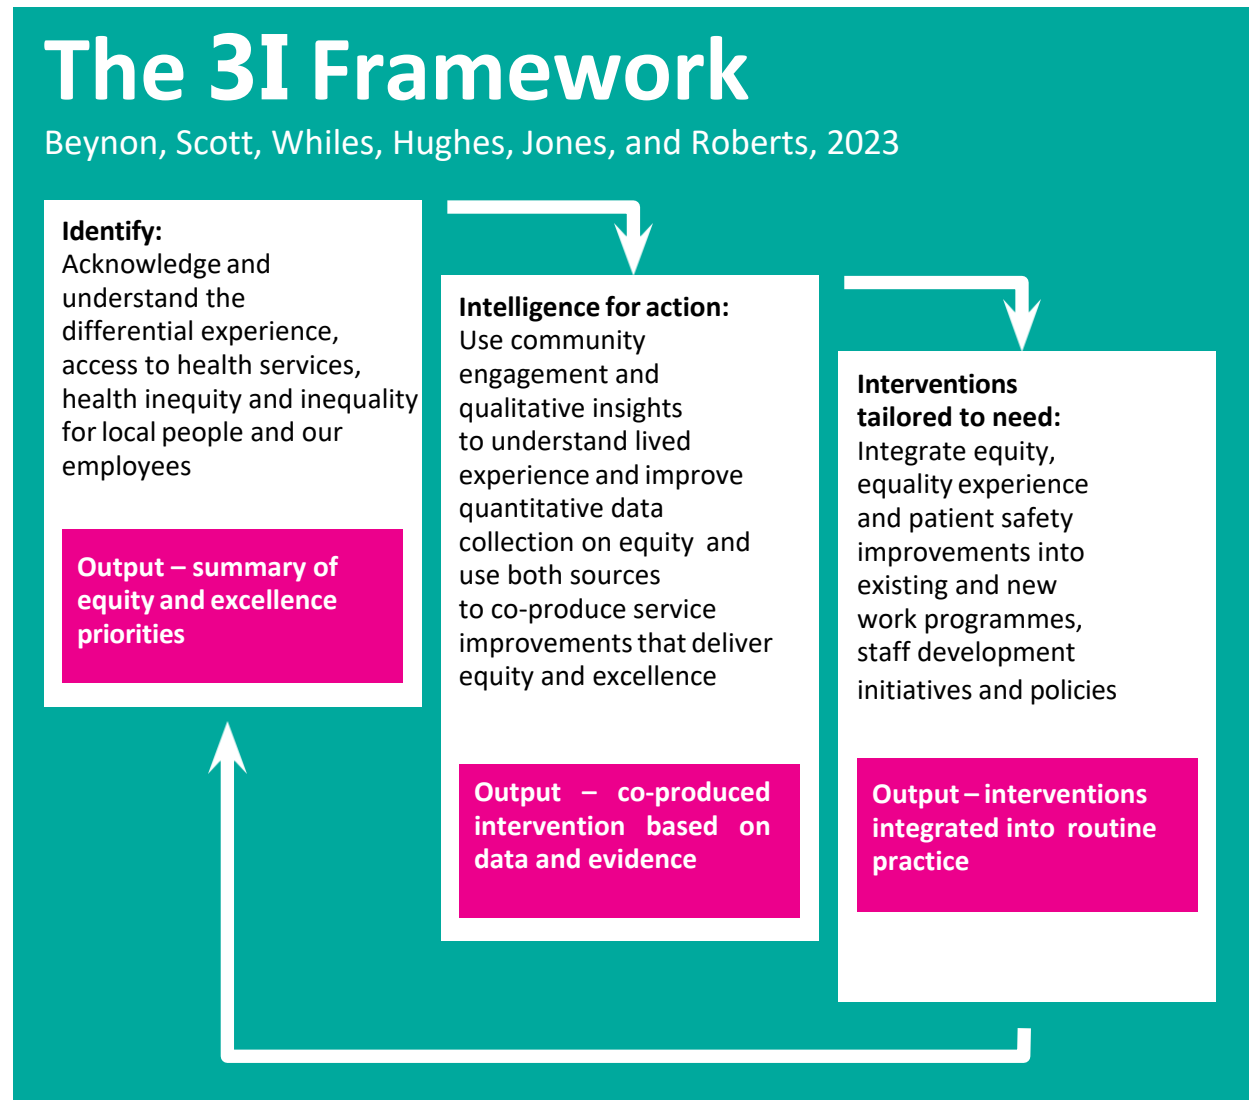 The 3I Framework
Beynon, Scott, Whiles, Hughes, Jones, and Roberts, 2023
Identify:
Acknowledge and
understand the
differential experience,
access to health services,
health inequity and inequality
for local people and our
employees
Output – summary of
equity and excellence
priorities
Intelligence for action:
Use community
engagement and
qualitative insights
to understand lived
experience and improve
quantitative data
collection on equity and
use both sources
to co-produce service
improvements that deliver
equity and excellence
Output – co-produced
intervention based on
data and evidence
Interventions
tailored to need:
Integrate equity,
equality experience
and patient safety
improvements into
existing and new
work programmes,
staff development
initiatives and policies
Output – interventions
integrated into routine
practice